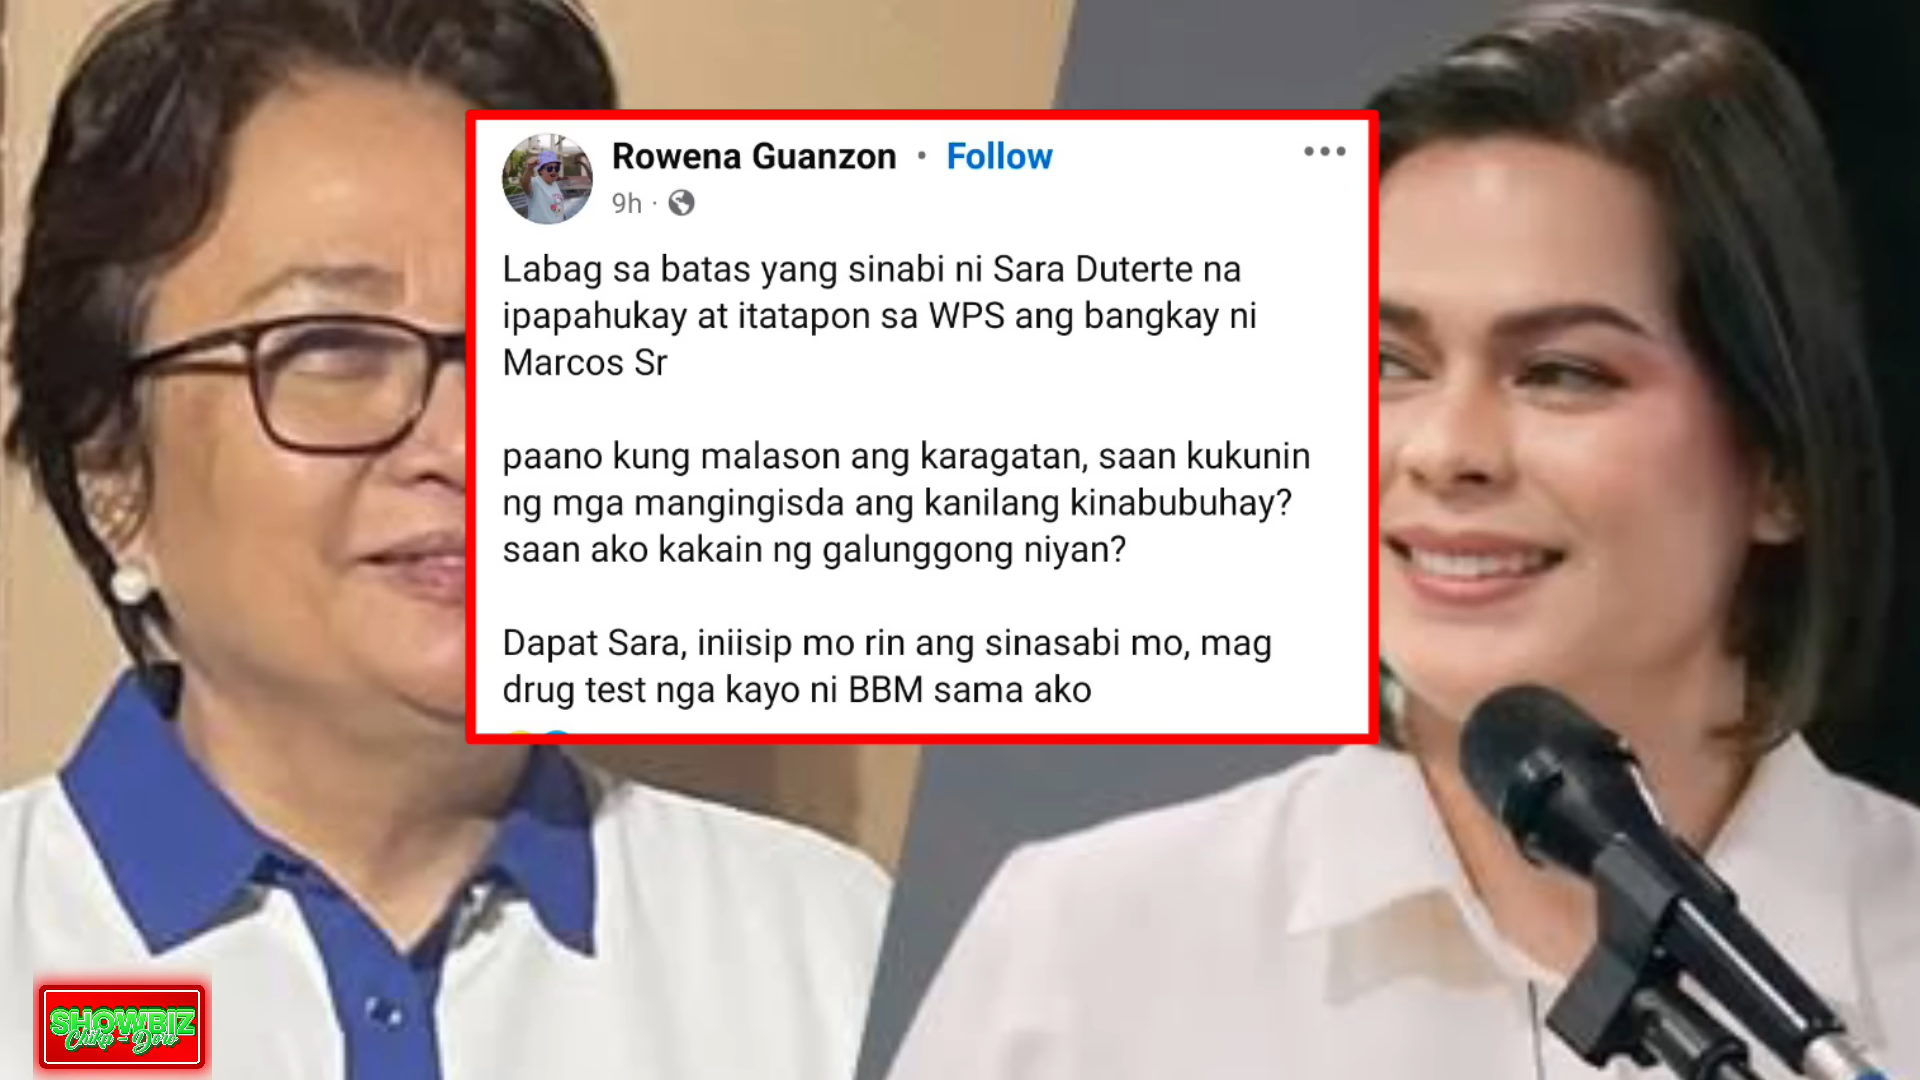 Rowena Guanzon · Follow
9h ·
Labag sa batas yang sinabi ni Sara Duterte na
ipapahukay at itatapon sa WPS ang bangkay ni
Marcos Sr
paano kung malason ang karagatan, saan kukunin
ng mga mangingisda ang kanilang kinabubuhay?
saan ako kakain ng galunggong niyan?
Dapat Sara, iniisip mo rin ang sinasabi mo, mag
drug test nga kayo ni BBM sama ako
SHOWBIZ
Chika - Doro